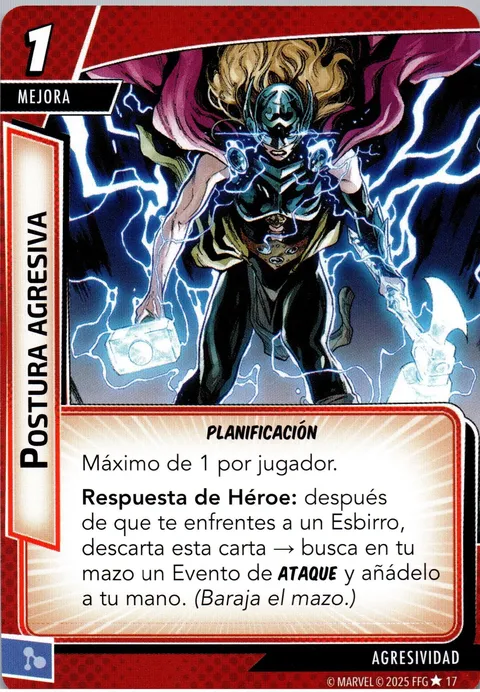 1
MEJORA
POSTURA AGRESIVA
PLANIFICACIÓN
Máximo de 1 por jugador.
Respuesta de Héroe: después
de que te enfrentes a un Esbirro,
descarta esta carta → busca en tu
mazo un Evento de ATAQUE y añádelo
a tu mano. (Baraja el mazo.)
AGRESIVIDAD
© MARVEL © 2025 FFG ★ 17